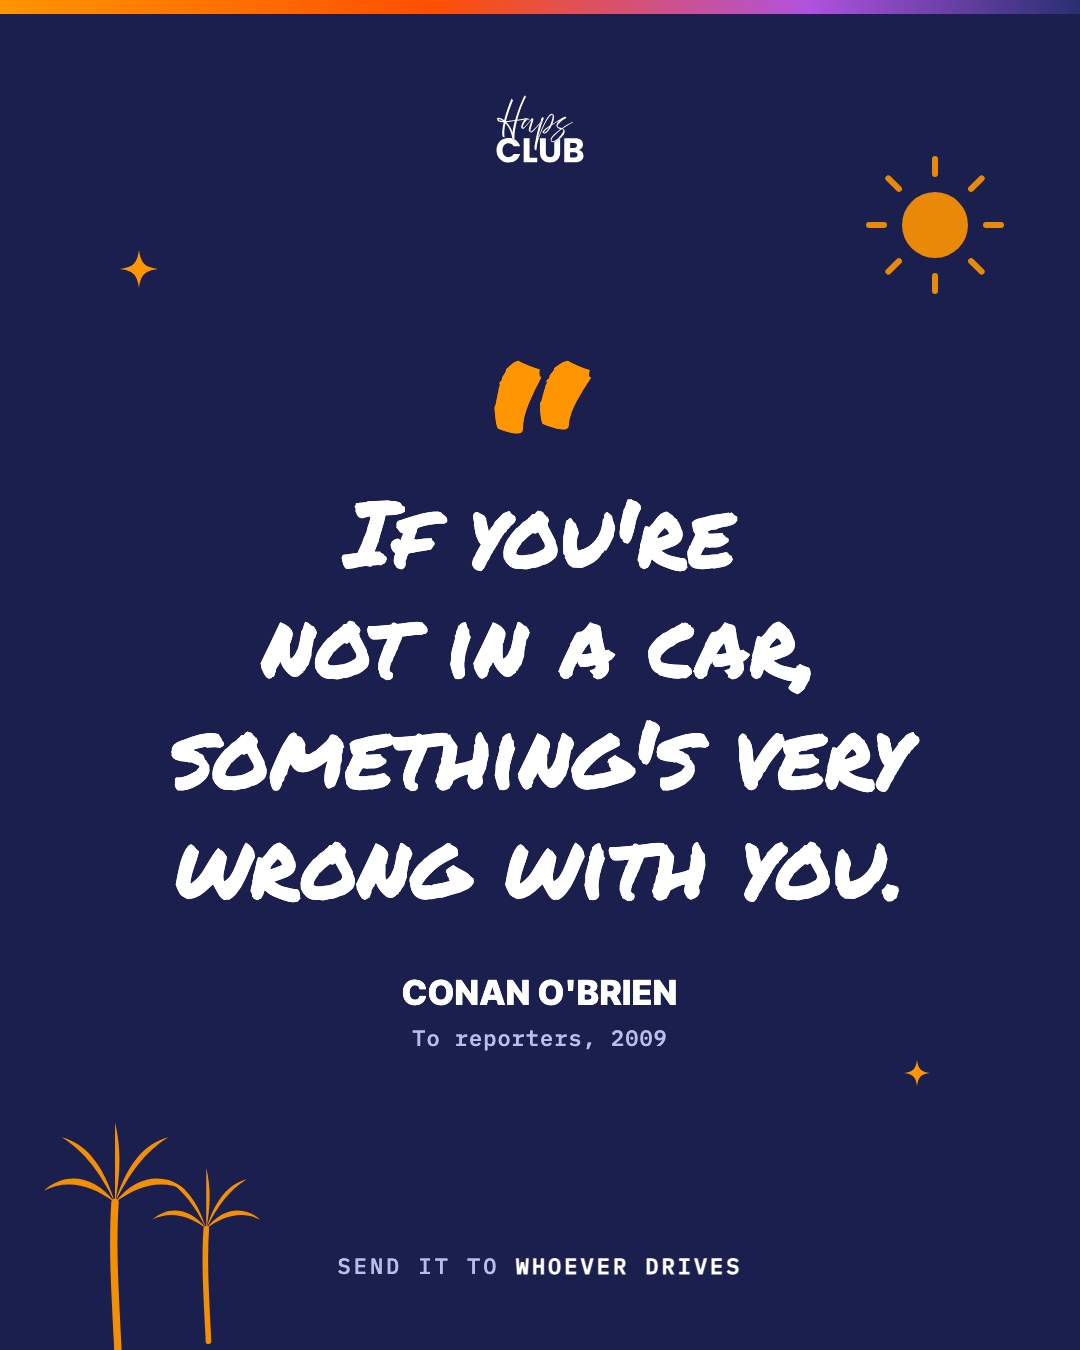 Haps
CLUB
"
IF YOU'RE
NOT IN A CAR,
SOMETHING'S VERY
WRONG WITH YOU.
CONAN O'BRIEN
To reporters, 2009
SEND IT TO WHOEVER DRIVES